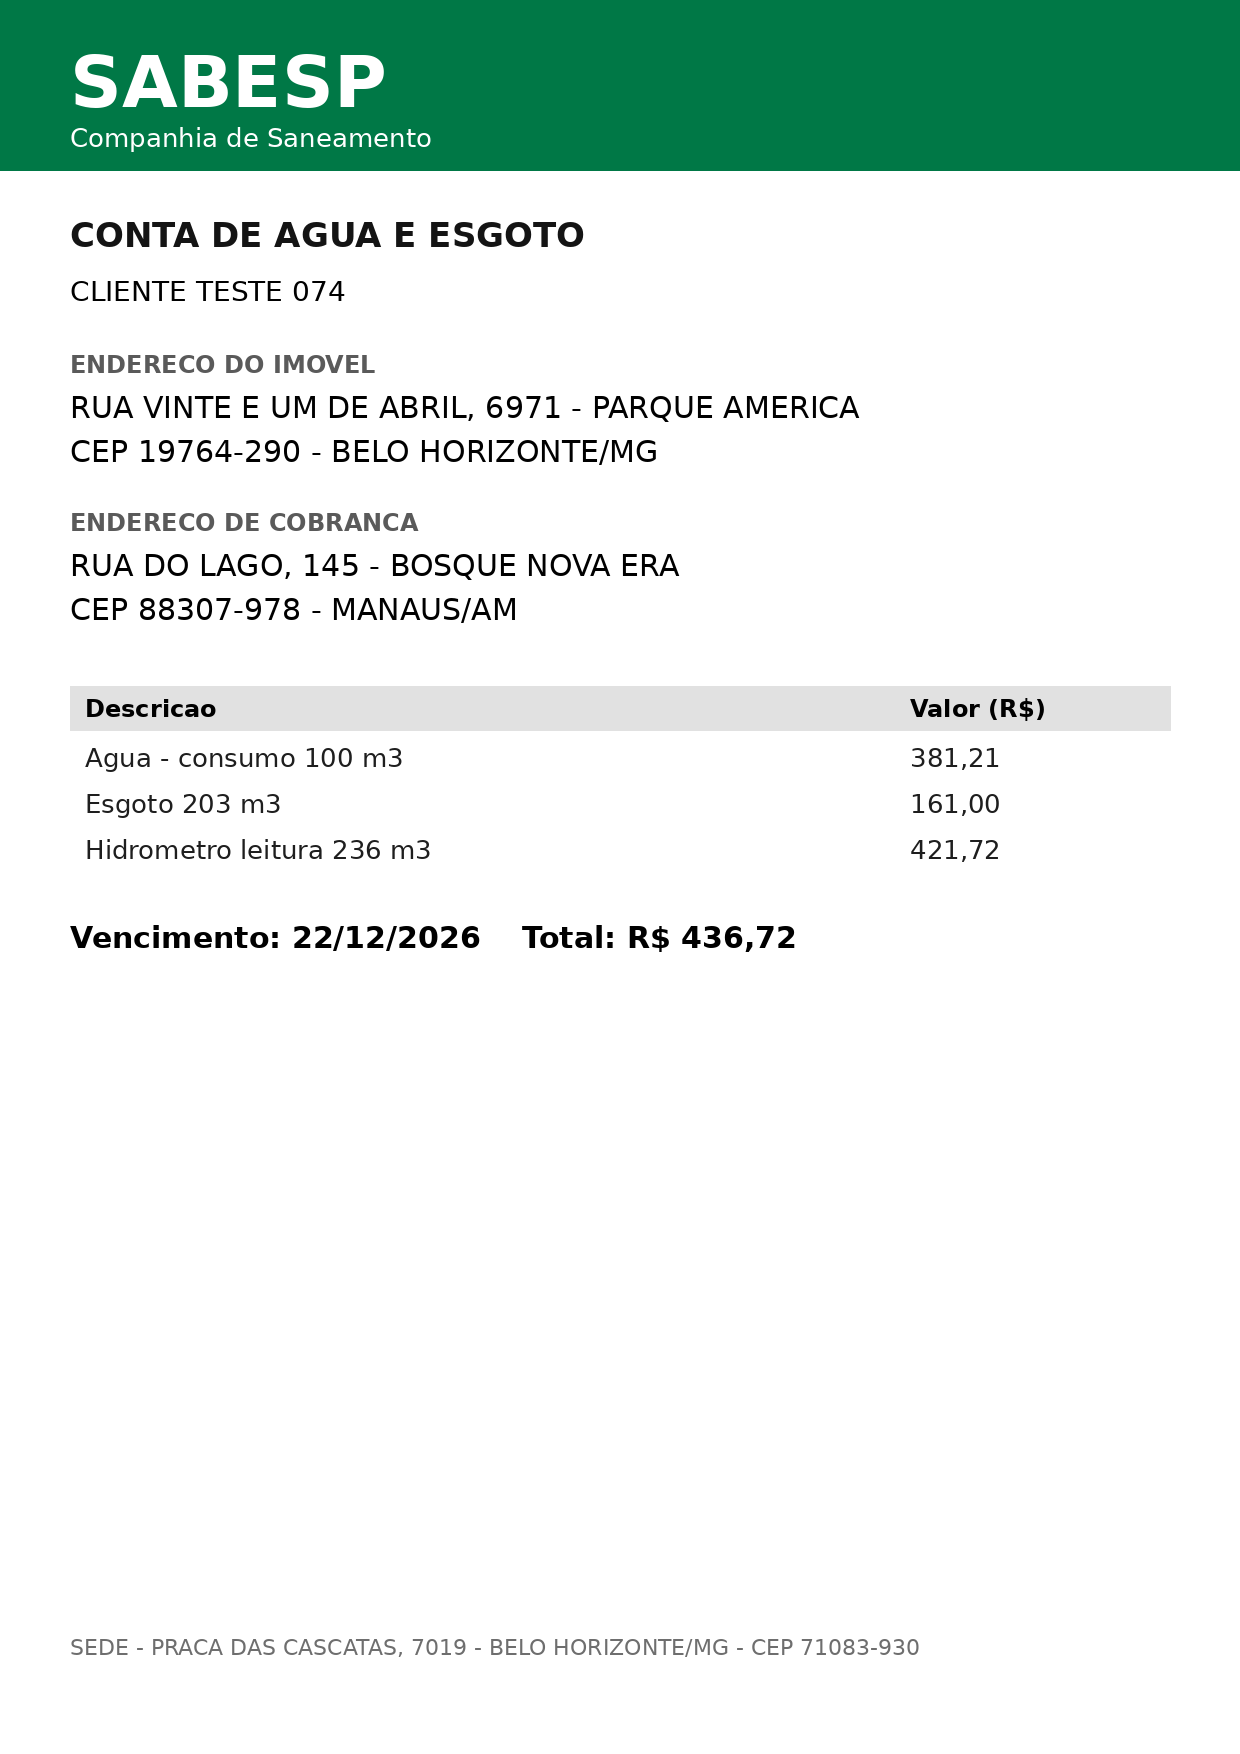 SABESP
Companhia de Saneamento
CONTA DE AGUA E ESGOTO
CLIENTE TESTE 074
ENDERECO DO IMOVEL
RUA VINTE E UM DE ABRIL, 6971 - PARQUE AMERICA
CEP 19764-290 - BELO HORIZONTE/MG
ENDERECO DE COBRANCA
RUA DO LAGO, 145 - BOSQUE NOVA ERA
CEP 88307-978 - MANAUS/AM
Descricao Valor (R$)
Agua - consumo 100 m3 381,21
Esgoto 203 m3 161,00
Hidrometro leitura 236 m3 421,72
Vencimento: 22/12/2026 Total: R$ 436,72
SEDE - PRACA DAS CASCATAS, 7019 - BELO HORIZONTE/MG - CEP 71083-930